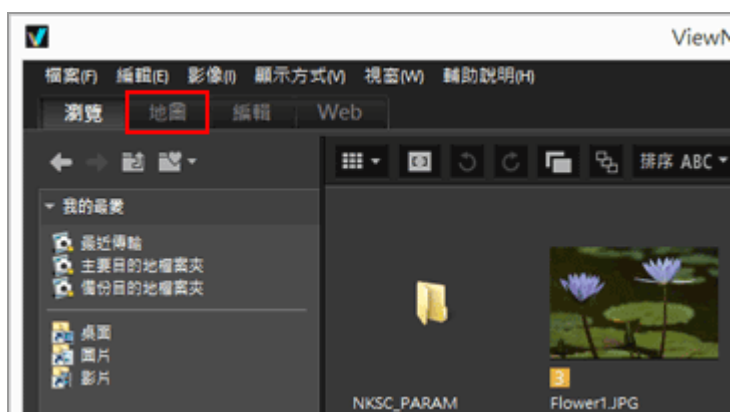 ViewN
檔案(F) 編輯(E) 影像(I) 顯示方式(V) 視窗(W) 輔助說明(H)
瀏覽 地圖 編輯 Web
排序 ABC
我的最愛
最近傳輸
主要目的地檔案夾
備份目的地檔案夾
桌面
圖片
影片
3
NKSC_PARAM Flower1.JPG